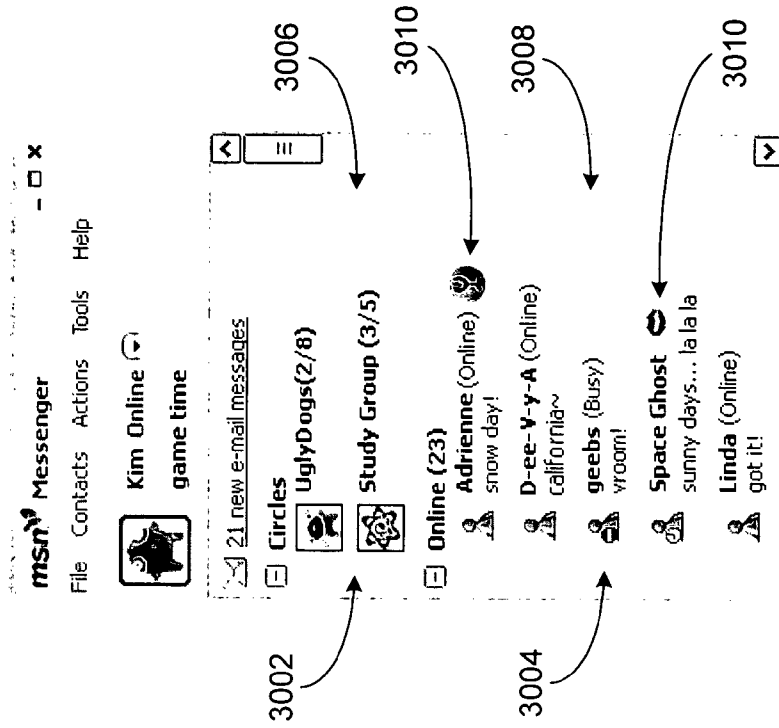 msn Messenger
File Contacts Actions Tools Help
Kim Online
game time
21 new e-mail messages
Circles
UglyDogs(2/8)
Study Group (3/5)
Online (23)
Adrienne (Online)
snow day!
D-ee-V-y-A (Online)
california~
geebs (Busy)
vroom!
Space Ghost
sunny days... la la la
Linda (Online)
got it!
3002
3004
3006
3010
3008
3010